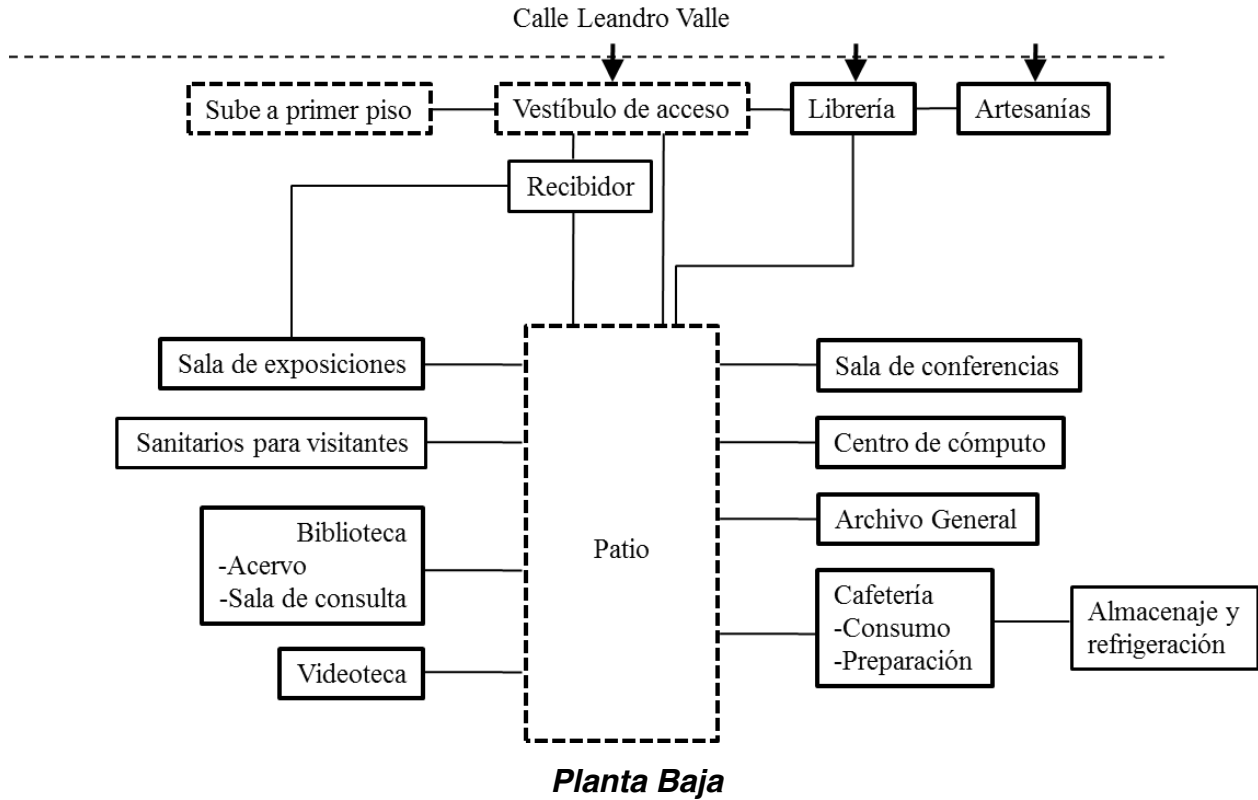 Calle Leandro Valle
Sube a primer piso
Vestíbulo de acceso
Librería
Artesanías
Recibidor
Sala de exposiciones
Sala de conferencias
Sanitarios para visitantes
Centro de cómputo
Biblioteca
-Acervo
-Sala de consulta
Patio
Archivo General
Cafetería
-Consumo
-Preparación
Almacenaje y
refrigeración
Videoteca
Planta Baja